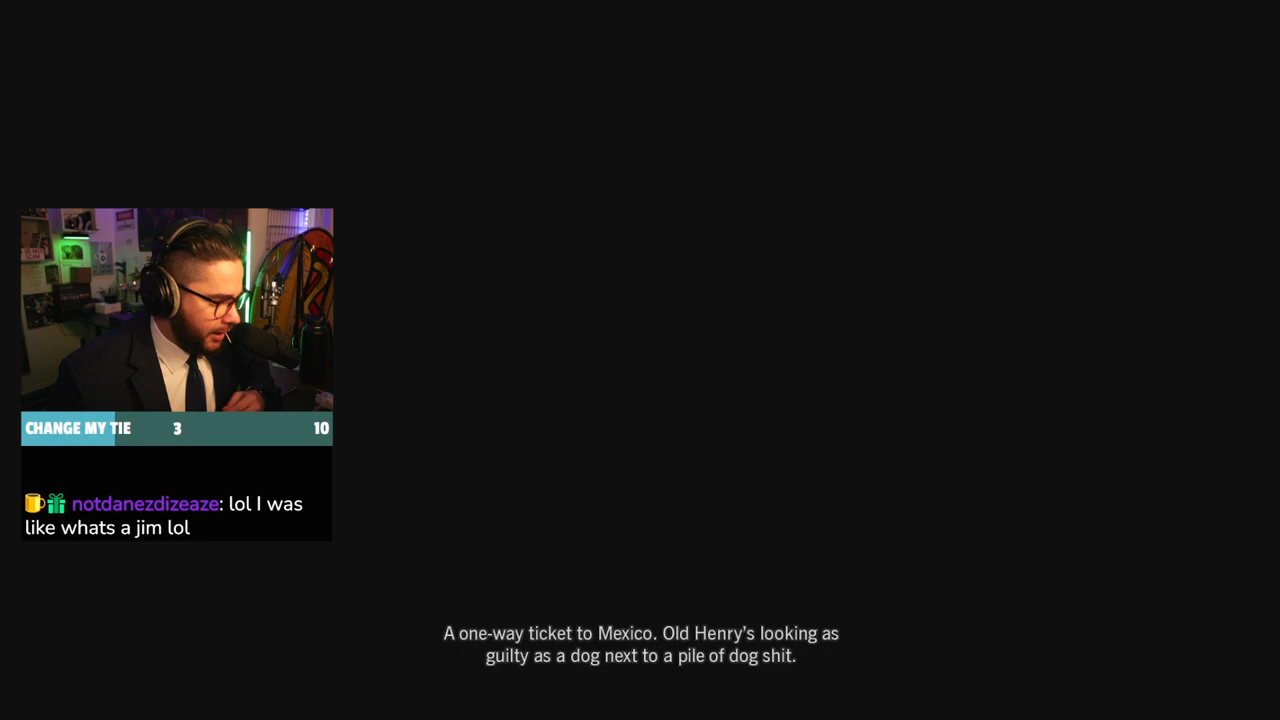 CHANGE MY TIE 3 10
notdanezdizeaze: lol I was
like whats a jim lol
A one-way ticket to Mexico. Old Henry's looking as
guilty as a dog next to a pile of dog shit.